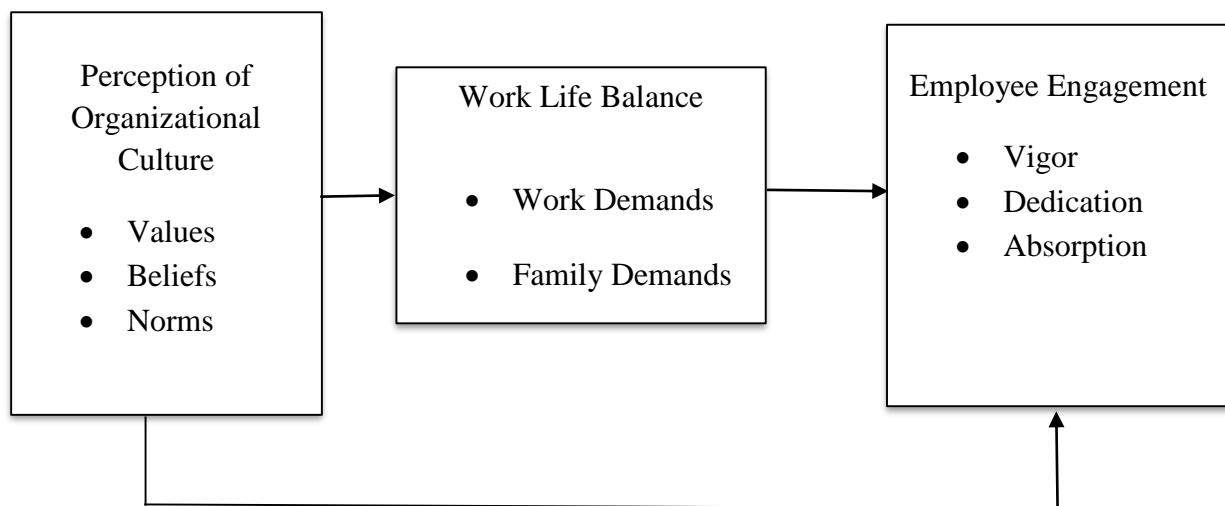 Perception of
Organizational
Culture
• Values
• Beliefs
• Norms
Work Life Balance
• Work Demands
• Family Demands
Employee Engagement
• Vigor
• Dedication
• Absorption